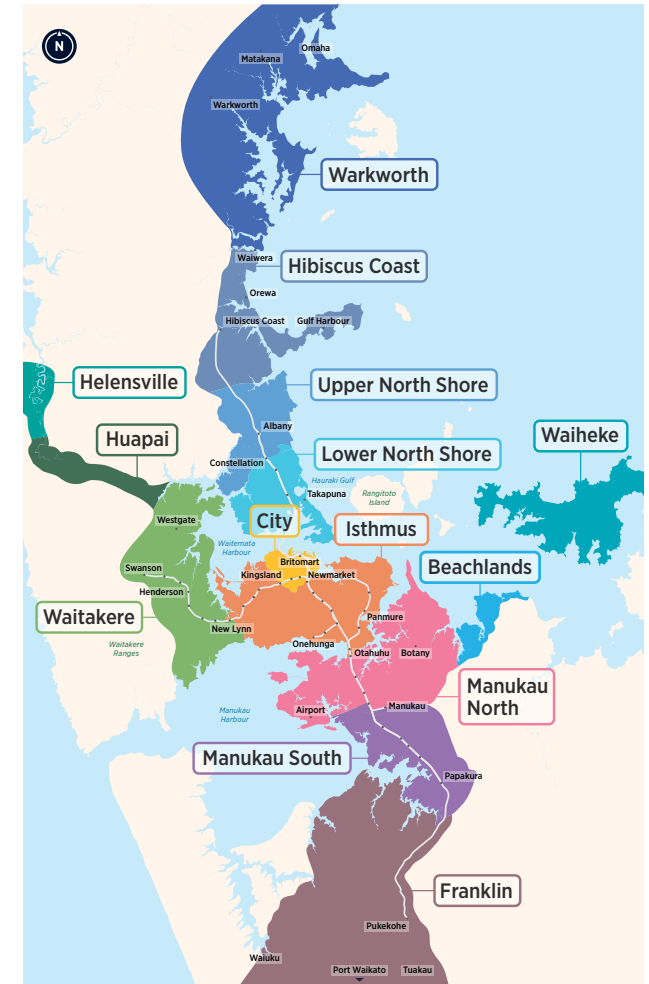 N
Omaha
Matakana
Warkworth
Warkworth
Waiwera
Hibiscus Coast
Orewa
Hibiscus Coast
Gulf Harbour
Helensville
Upper North Shore
Huapai
Albany
Waiheke
Lower North Shore
Constellation
Hauraki Gulf
Takapuna
Rangitoto
Island
Westgate
City
Isthmus
Waitemata
Harbour
Britomart
Swanson
Kingsland
Newmarket
Beachlands
Henderson
Waitakere
Panmure
New Lynn
Onehunga
Waitakere
Ranges
Otahuhu
Botany
Manukau
North
Manukau
Harbour
Airport
Manukau
Manukau South
Papakura
Franklin
Pukekohe
Waiuku
Port Waikato
Tuakau